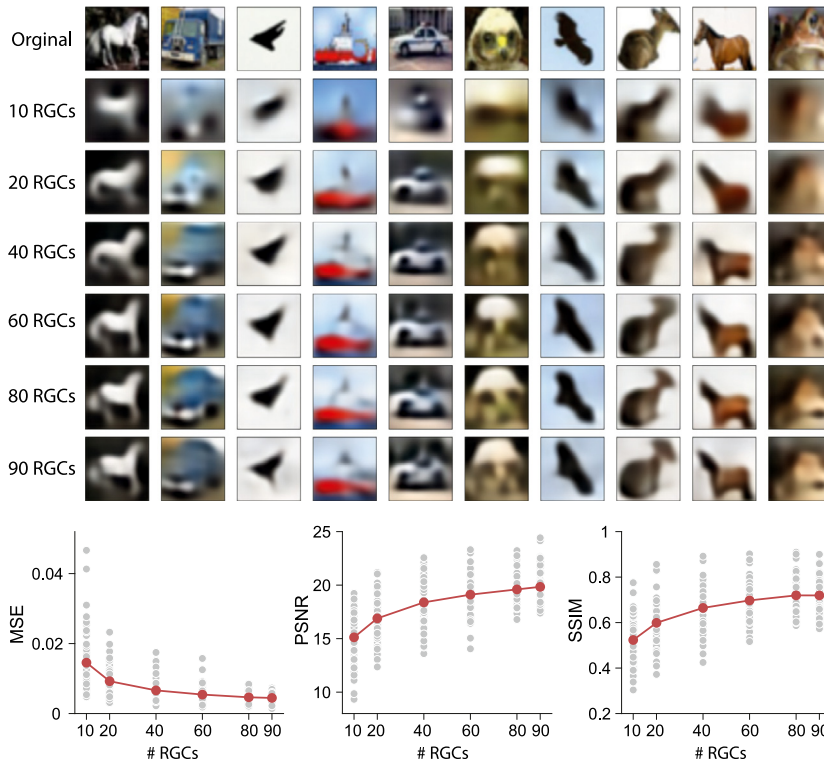 Orginal
10 RGCs
20 RGCs
40 RGCs
60 RGCs
80 RGCs
90 RGCs
MSE
0.04
0.02
0
10 20 40 60 80 90
# RGCs
PSNR
25
20
15
10
10 20 40 60 80 90
# RGCs
SSIM
1
0.8
0.6
0.4
0.2
10 20 40 60 80 90
# RGCs